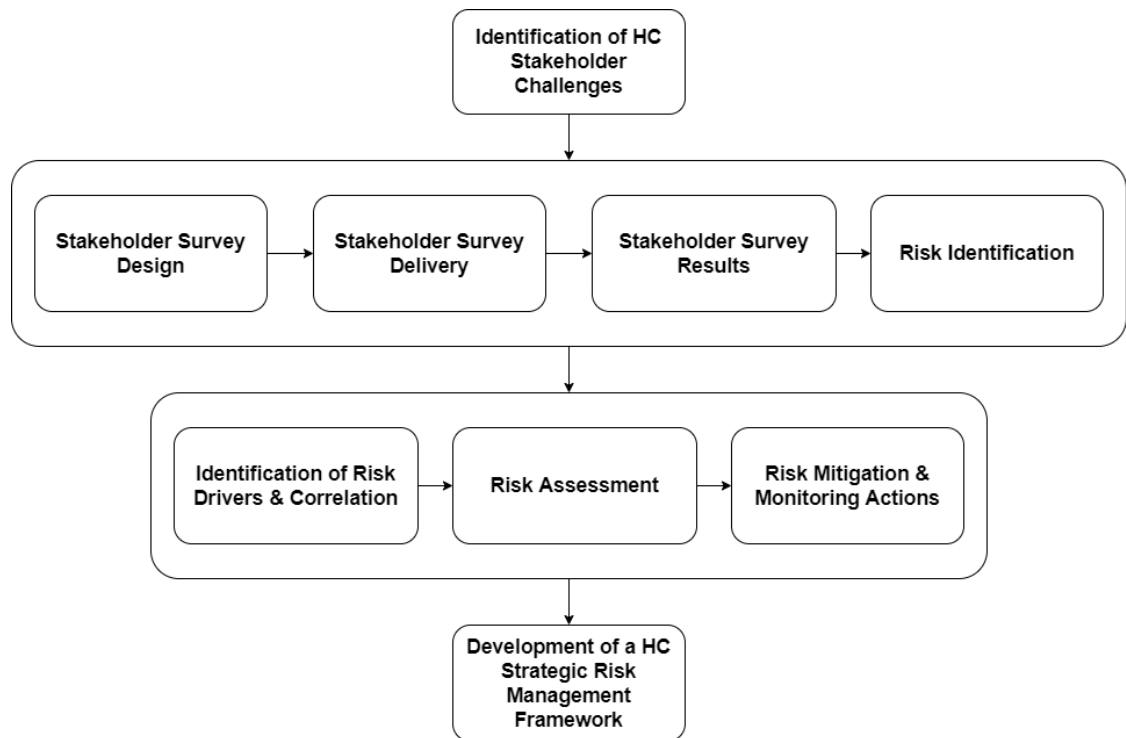 Identification of HC
Stakeholder
Challenges
Stakeholder Survey
Design
Stakeholder Survey
Delivery
Stakeholder Survey
Results
Risk Identification
Identification of Risk
Drivers & Correlation
Risk Assessment
Risk Mitigation &
Monitoring Actions
Development of a HC
Strategic Risk
Management
Framework